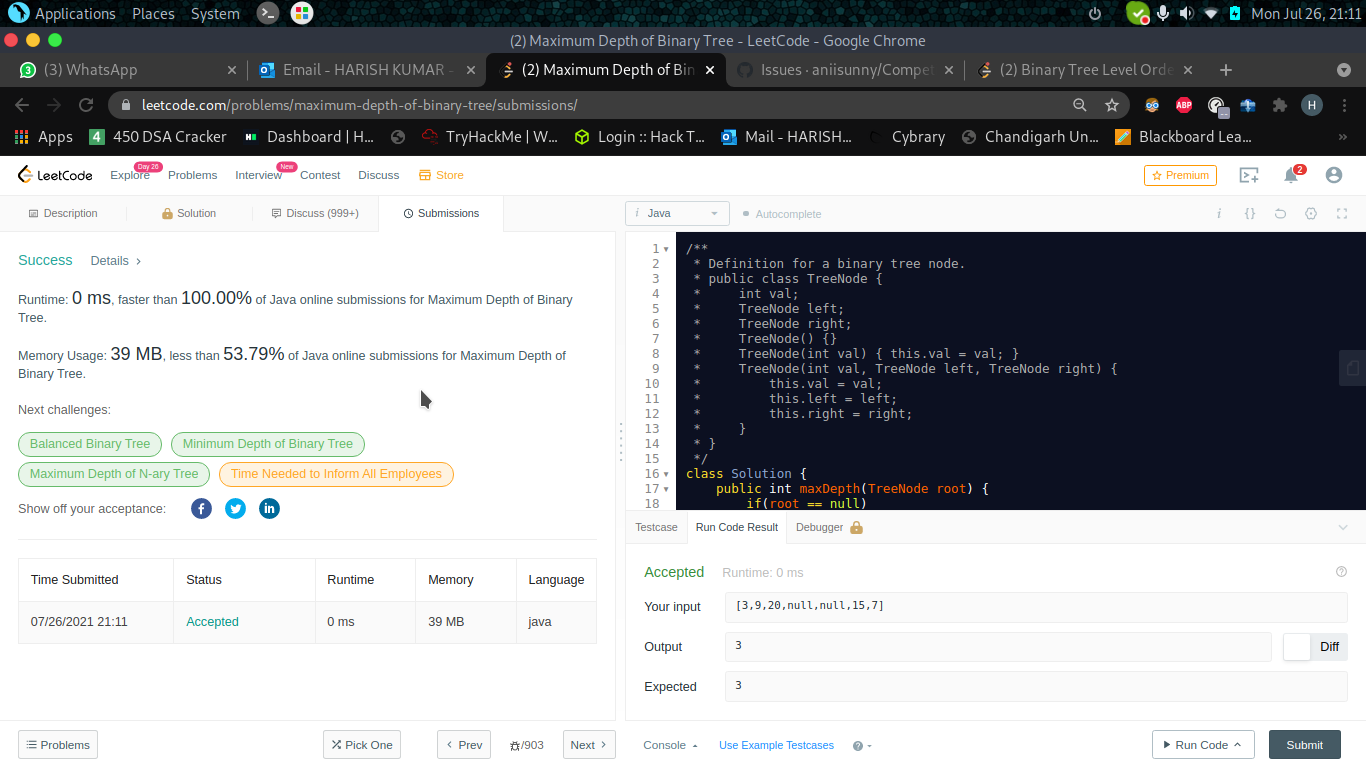 Applications Places System Mon Jul 26, 21:11
(2) Maximum Depth of Binary Tree - LeetCode - Google Chrome
(3) WhatsApp Email - HARISH KUMAR - (2) Maximum Depth of Bin Issues · aniisunny/Compet (2) Binary Tree Level Orde
leetcode.com/problems/maximum-depth-of-binary-tree/submissions/ ABP H
Apps 4 450 DSA Cracker Dashboard | H... TryHackMe | W... Login :: Hack T... Mail - HARISH... Cybrary Chandigarh Un... Blackboard Lea... »
LeetCode Explore Day 26 Problems Interview New Contest Discuss Store Premium 2
Description Solution Discuss (999+) Submissions
i Java Autocomplete i {}
Success Details >
Runtime: 0 ms, faster than 100.00% of Java online submissions for Maximum Depth of Binary
Tree.
Memory Usage: 39 MB, less than 53.79% of Java online submissions for Maximum Depth of
Binary Tree.
Next challenges:
Balanced Binary Tree Minimum Depth of Binary Tree
Maximum Depth of N-ary Tree Time Needed to Inform All Employees
Show off your acceptance:
Time Submitted Status Runtime Memory Language
07/26/2021 21:11 Accepted 0 ms 39 MB java
1 /**
2 * Definition for a binary tree node.
3 * public class TreeNode {
4 * int val;
5 * TreeNode left;
6 * TreeNode right;
7 * TreeNode() {}
8 * TreeNode(int val) { this.val = val; }
9 * TreeNode(int val, TreeNode left, TreeNode right) {
10 * this.val = val;
11 * this.left = left;
12 * this.right = right;
13 * }
14 * }
15 */
16 class Solution {
17 public int maxDepth(TreeNode root) {
18 if(root == null)
Testcase Run Code Result Debugger
Accepted Runtime: 0 ms
Your input [3,9,20,null,null,15,7]
Output 3 Diff
Expected 3
Problems Pick One Prev /903 Next Console Use Example Testcases Run Code Submit